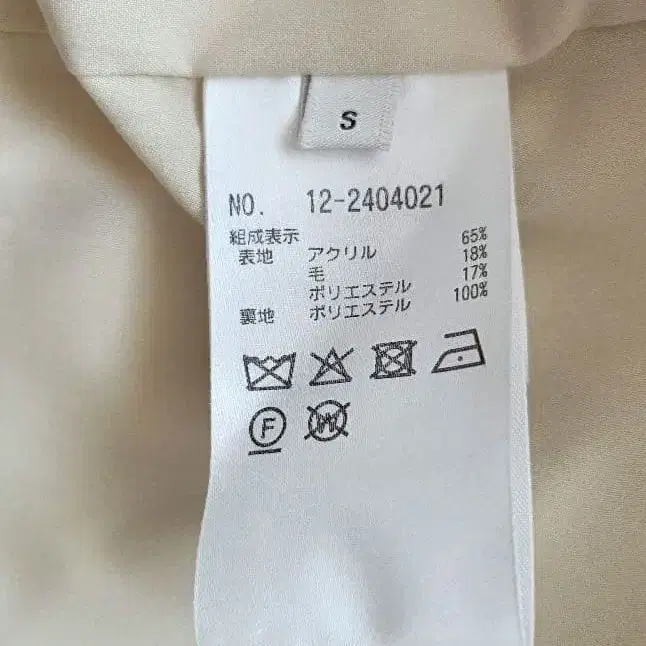 S
NO. 12-2404021
組成表示
表地 アクリル 65%
毛 18%
ポリエステル 17%
裏地 ポリエステル 100%
F W